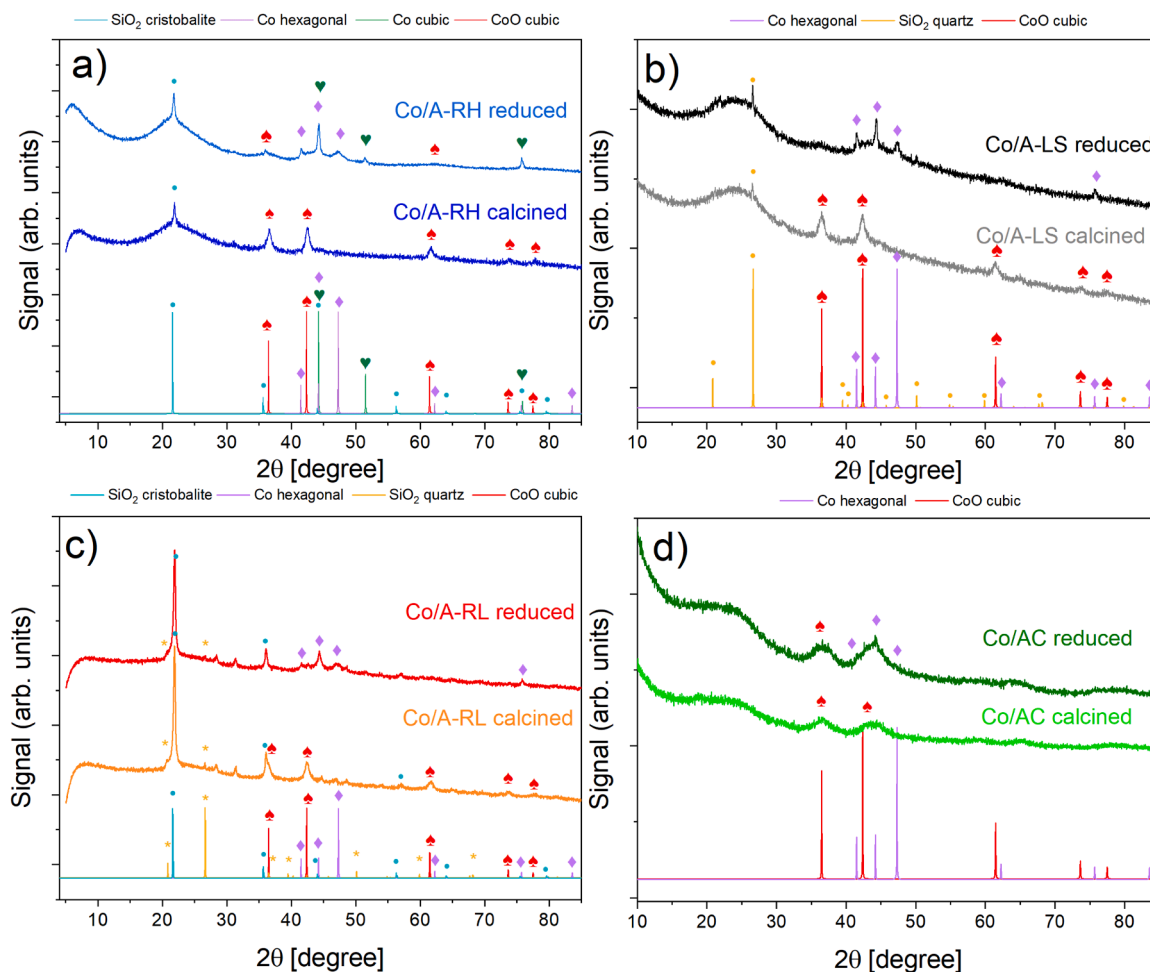 SiO2 cristobalite Co hexagonal Co cubic CoO cubic
a)
Co/A-RH reduced
Co/A-RH calcined
Signal (arb. units)
10 20 30 40 50 60 70 80
2θ [degree]
Co hexagonal SiO2 quartz CoO cubic
b)
Co/A-LS reduced
Co/A-LS calcined
Signal (arb. units)
10 20 30 40 50 60 70 80
2θ [degree]
SiO2 cristobalite Co hexagonal SiO2 quartz CoO cubic
c)
Co/A-RL reduced
Co/A-RL calcined
Signal (arb. units)
10 20 30 40 50 60 70 80
2θ [degree]
Co hexagonal CoO cubic
d)
Co/AC reduced
Co/AC calcined
Signal (arb. units)
10 20 30 40 50 60 70 80
2θ [degree]